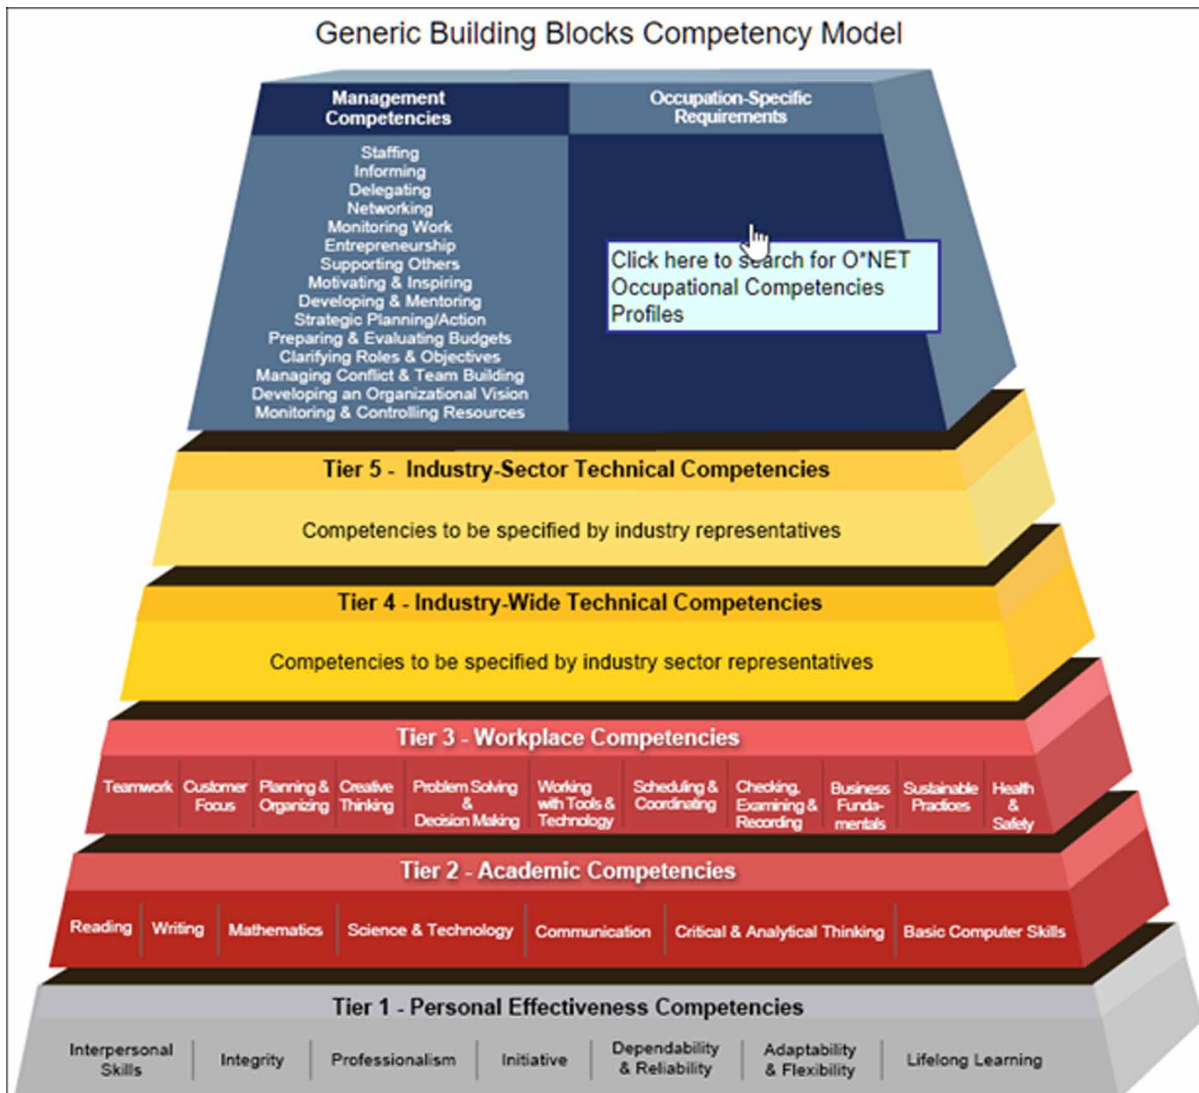 Generic Building Blocks Competency Model
Management
Competencies
Staffing
Informing
Delegating
Networking
Monitoring Work
Entrepreneurship
Supporting Others
Motivating & Inspiring
Developing & Mentoring
Strategic Planning/Action
Preparing & Evaluating Budgets
Clarifying Roles & Objectives
Managing Conflict & Team Building
Developing an Organizational Vision
Monitoring & Controlling Resources
Occupation-Specific
Requirements
Click here to search for O*NET
Occupational Competencies
Profiles
Tier 5 - Industry-Sector Technical Competencies
Competencies to be specified by industry representatives
Tier 4 - Industry-Wide Technical Competencies
Competencies to be specified by industry sector representatives
Tier 3 - Workplace Competencies
Teamwork
Customer
Focus
Planning &
Organizing
Creative
Thinking
Problem Solving
&
Decision Making
Working
with Tools &
Technology
Scheduling &
Coordinating
Checking,
Examining &
Recording
Business
Funda-
mentals
Sustainable
Practices
Health
&
Safety
Tier 2 - Academic Competencies
Reading
Writing
Mathematics
Science & Technology
Communication
Critical & Analytical Thinking
Basic Computer Skills
Tier 1 - Personal Effectiveness Competencies
Interpersonal
Skills
Integrity
Professionalism
Initiative
Dependability
& Reliability
Adaptability
& Flexibility
Lifelong Learning